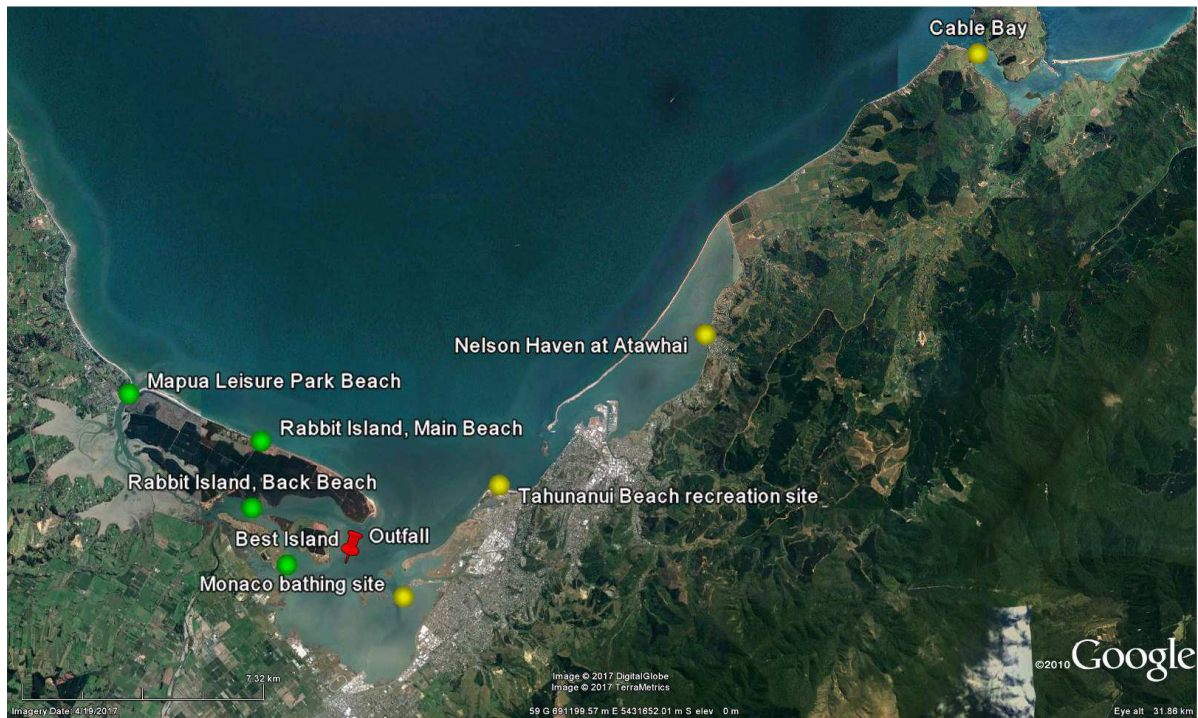 Cable Bay
Nelson Haven at Atawhai
Mapua Leisure Park Beach
Rabbit Island, Main Beach
Rabbit Island, Back Beach
Tahunanui Beach recreation site
Best Island
Outfall
Monaco bathing site
©2010 Google
7.32 km
Image © 2017 DigitalGlobe
Image © 2017 TerraMetrics
Imagery Date: 4/19/2017
59 G 691199.57 m E 5431652.01 m S elev 0 m
Eye alt 31.86 km